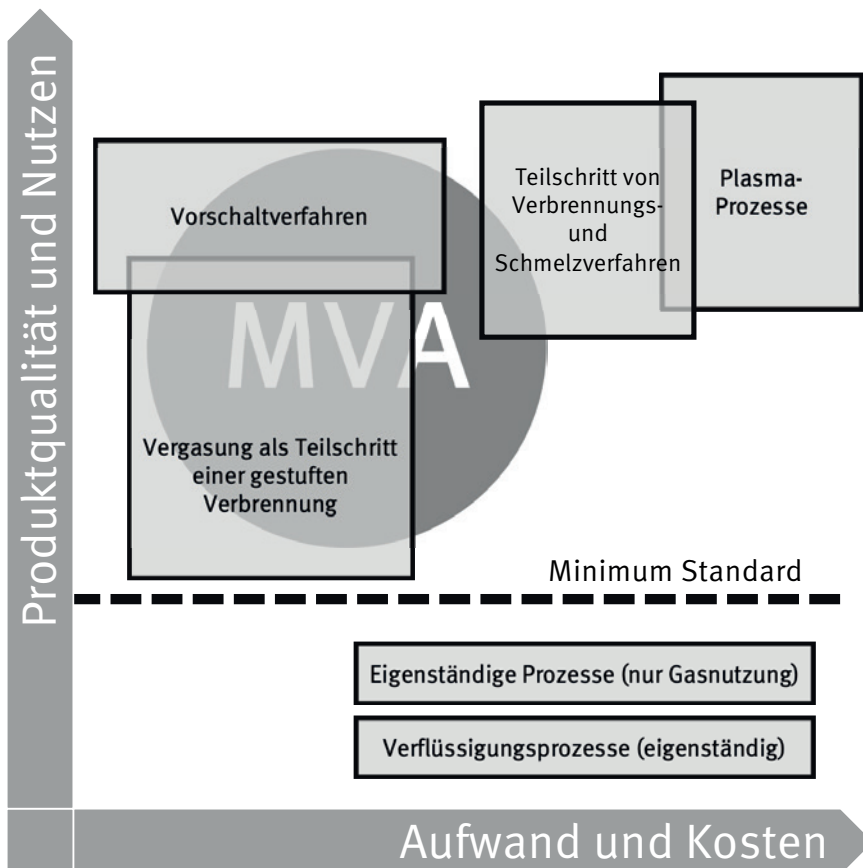 Produktqualität und Nutzen
Vorschaltverfahren
Teilschritt von
Verbrennungs-
und
Schmelzverfahren
Plasma-
Prozesse
MVA
Vergasung als Teilschritt
einer gestuften
Verbrennung
Minimum Standard
Eigenständige Prozesse (nur Gasnutzung)
Verflüssigungsprozesse (eigenständig)
Aufwand und Kosten